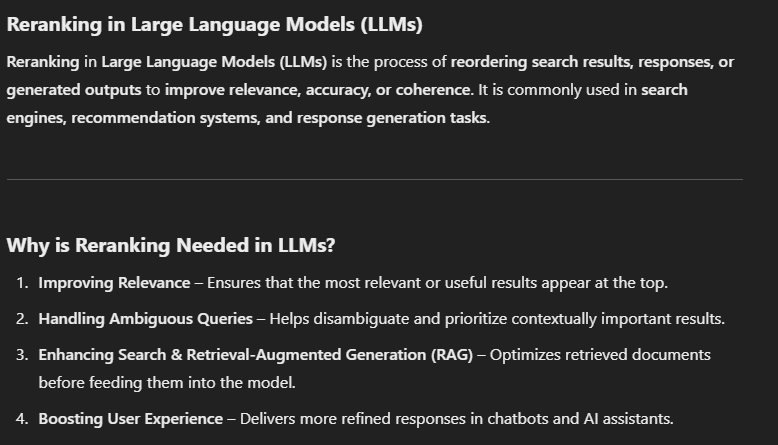 Reranking in Large Language Models (LLMs)
Reranking in Large Language Models (LLMs) is the process of reordering search results, responses, or
generated outputs to improve relevance, accuracy, or coherence. It is commonly used in search
engines, recommendation systems, and response generation tasks.
Why is Reranking Needed in LLMs?
1. Improving Relevance – Ensures that the most relevant or useful results appear at the top.
2. Handling Ambiguous Queries – Helps disambiguate and prioritize contextually important results.
3. Enhancing Search & Retrieval-Augmented Generation (RAG) – Optimizes retrieved documents
before feeding them into the model.
4. Boosting User Experience – Delivers more refined responses in chatbots and AI assistants.